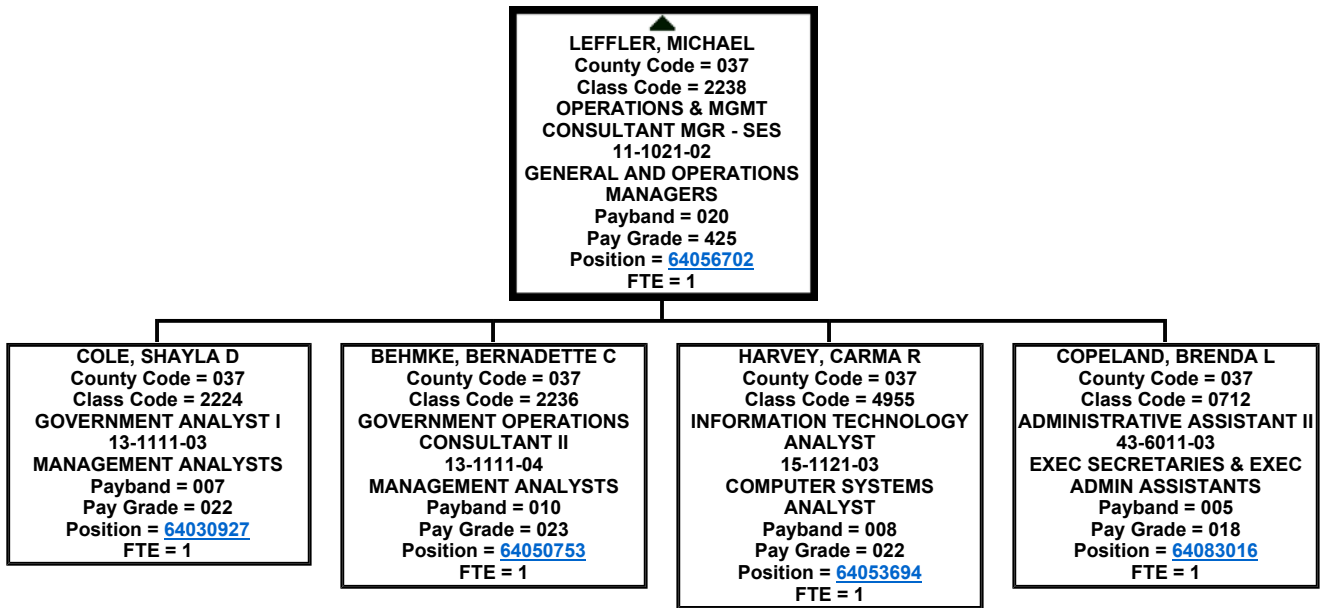 LEFFLER, MICHAEL
County Code = 037
Class Code = 2238
OPERATIONS & MGMT
CONSULTANT MGR - SES
11-1021-02
GENERAL AND OPERATIONS
MANAGERS
Payband = 020
Pay Grade = 425
Position = 64056702
FTE = 1
COLE, SHAYLA D
County Code = 037
Class Code = 2224
GOVERNMENT ANALYST I
13-1111-03
MANAGEMENT ANALYSTS
Payband = 007
Pay Grade = 022
Position = 64030927
FTE = 1
BEHMKE, BERNADETTE C
County Code = 037
Class Code = 2236
GOVERNMENT OPERATIONS
CONSULTANT II
13-1111-04
MANAGEMENT ANALYSTS
Payband = 010
Pay Grade = 023
Position = 64050753
FTE = 1
HARVEY, CARMA R
County Code = 037
Class Code = 4955
INFORMATION TECHNOLOGY
ANALYST
15-1121-03
COMPUTER SYSTEMS
ANALYST
Payband = 008
Pay Grade = 022
Position = 64053694
FTE = 1
COPELAND, BRENDA L
County Code = 037
Class Code = 0712
ADMINISTRATIVE ASSISTANT II
43-6011-03
EXEC SECRETARIES & EXEC
ADMIN ASSISTANTS
Payband = 005
Pay Grade = 018
Position = 64083016
FTE = 1